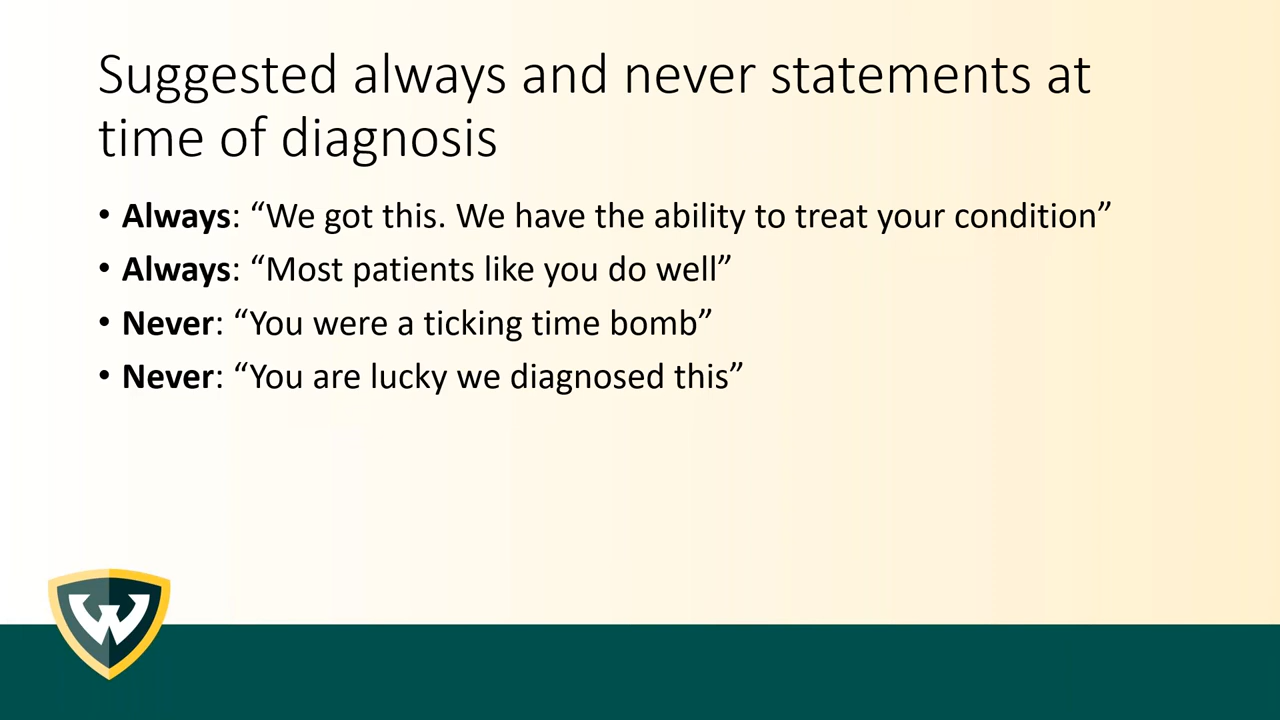 Suggested always and never statements at
time of diagnosis
• Always: “We got this. We have the ability to treat your condition”
• Always: “Most patients like you do well”
• Never: “You were a ticking time bomb”
• Never: “You are lucky we diagnosed this”
W